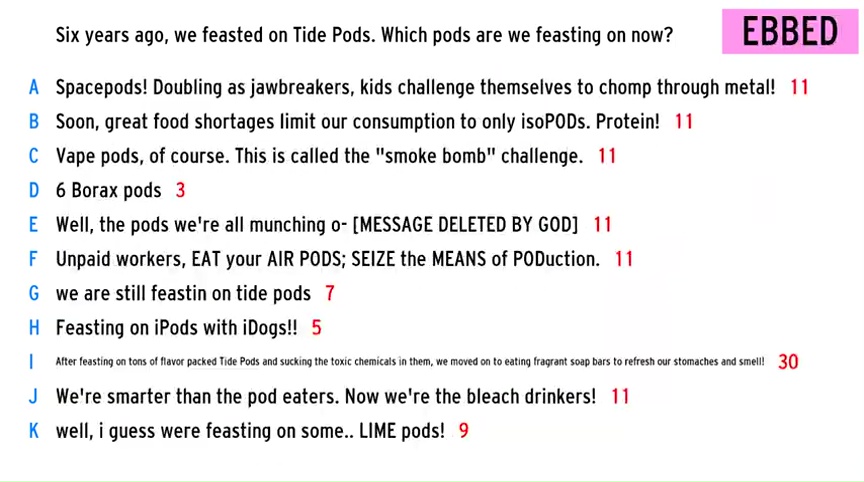 Six years ago, we feasted on Tide Pods. Which pods are we feasting on now?
EBBED
A Spacepods! Doubling as jawbreakers, kids challenge themselves to chomp through metal! 11
B Soon, great food shortages limit our consumption to only isoPODs. Protein! 11
C Vape pods, of course. This is called the "smoke bomb" challenge. 11
D 6 Borax pods 3
E Well, the pods we're all munching o- [MESSAGE DELETED BY GOD] 11
F Unpaid workers, EAT your AIR PODS; SEIZE the MEANS of PODuction. 11
G we are still feastin on tide pods 7
H Feasting on iPods with iDogs!! 5
I After feasting on tons of flavor packed Tide Pods and sucking the toxic chemicals in them, we moved on to eating fragrant soap bars to refresh our stomaches and smell! 30
J We're smarter than the pod eaters. Now we're the bleach drinkers! 11
K well, i guess were feasting on some.. LIME pods! 9